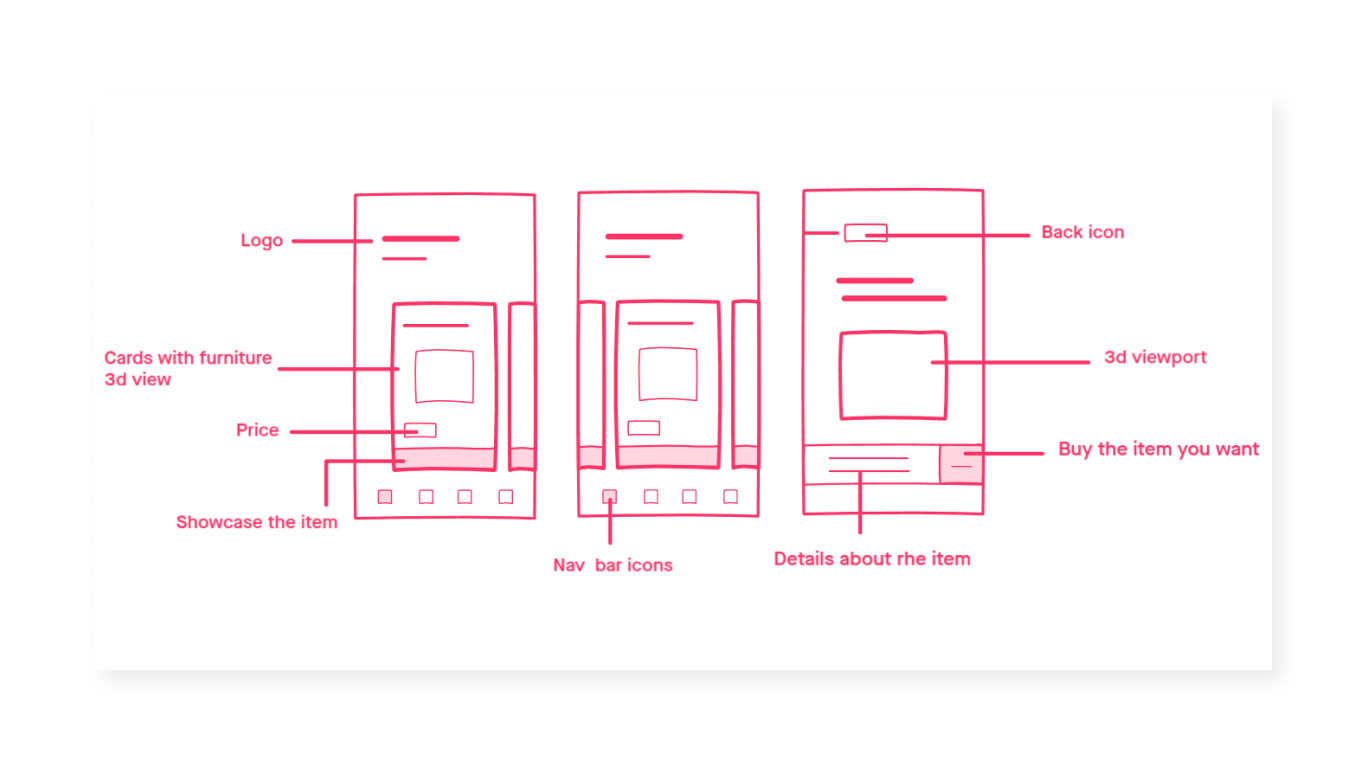 Logo
Cards with furniture
3d view
Price
Showcase the item
Nav  bar icons
Back icon
3d viewport
Buy the item you want
Details about rhe item